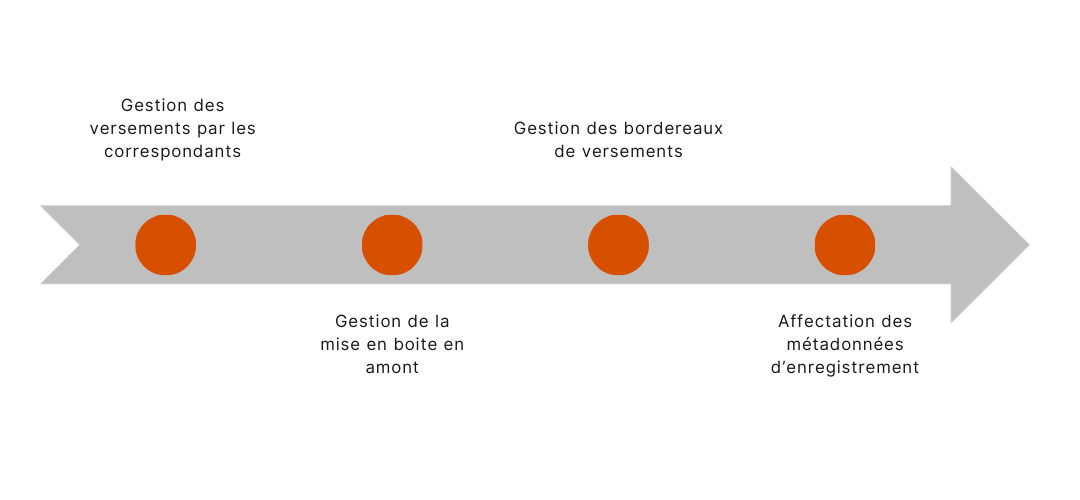 Gestion des
versements par les
correspondants
Gestion de la
mise en boite en
amont
Gestion des bordereaux
de versements
Affectation des
métadonnées
d’enregistrement